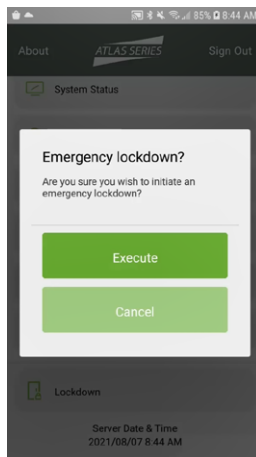 85% 8:44 AM
About ATLAS SERIES Sign Out
System Status
Emergency lockdown?
Are you sure you wish to initiate an
emergency lockdown?
Execute
Cancel
Lockdown
Server Date & Time
2021/08/07 8:44 AM